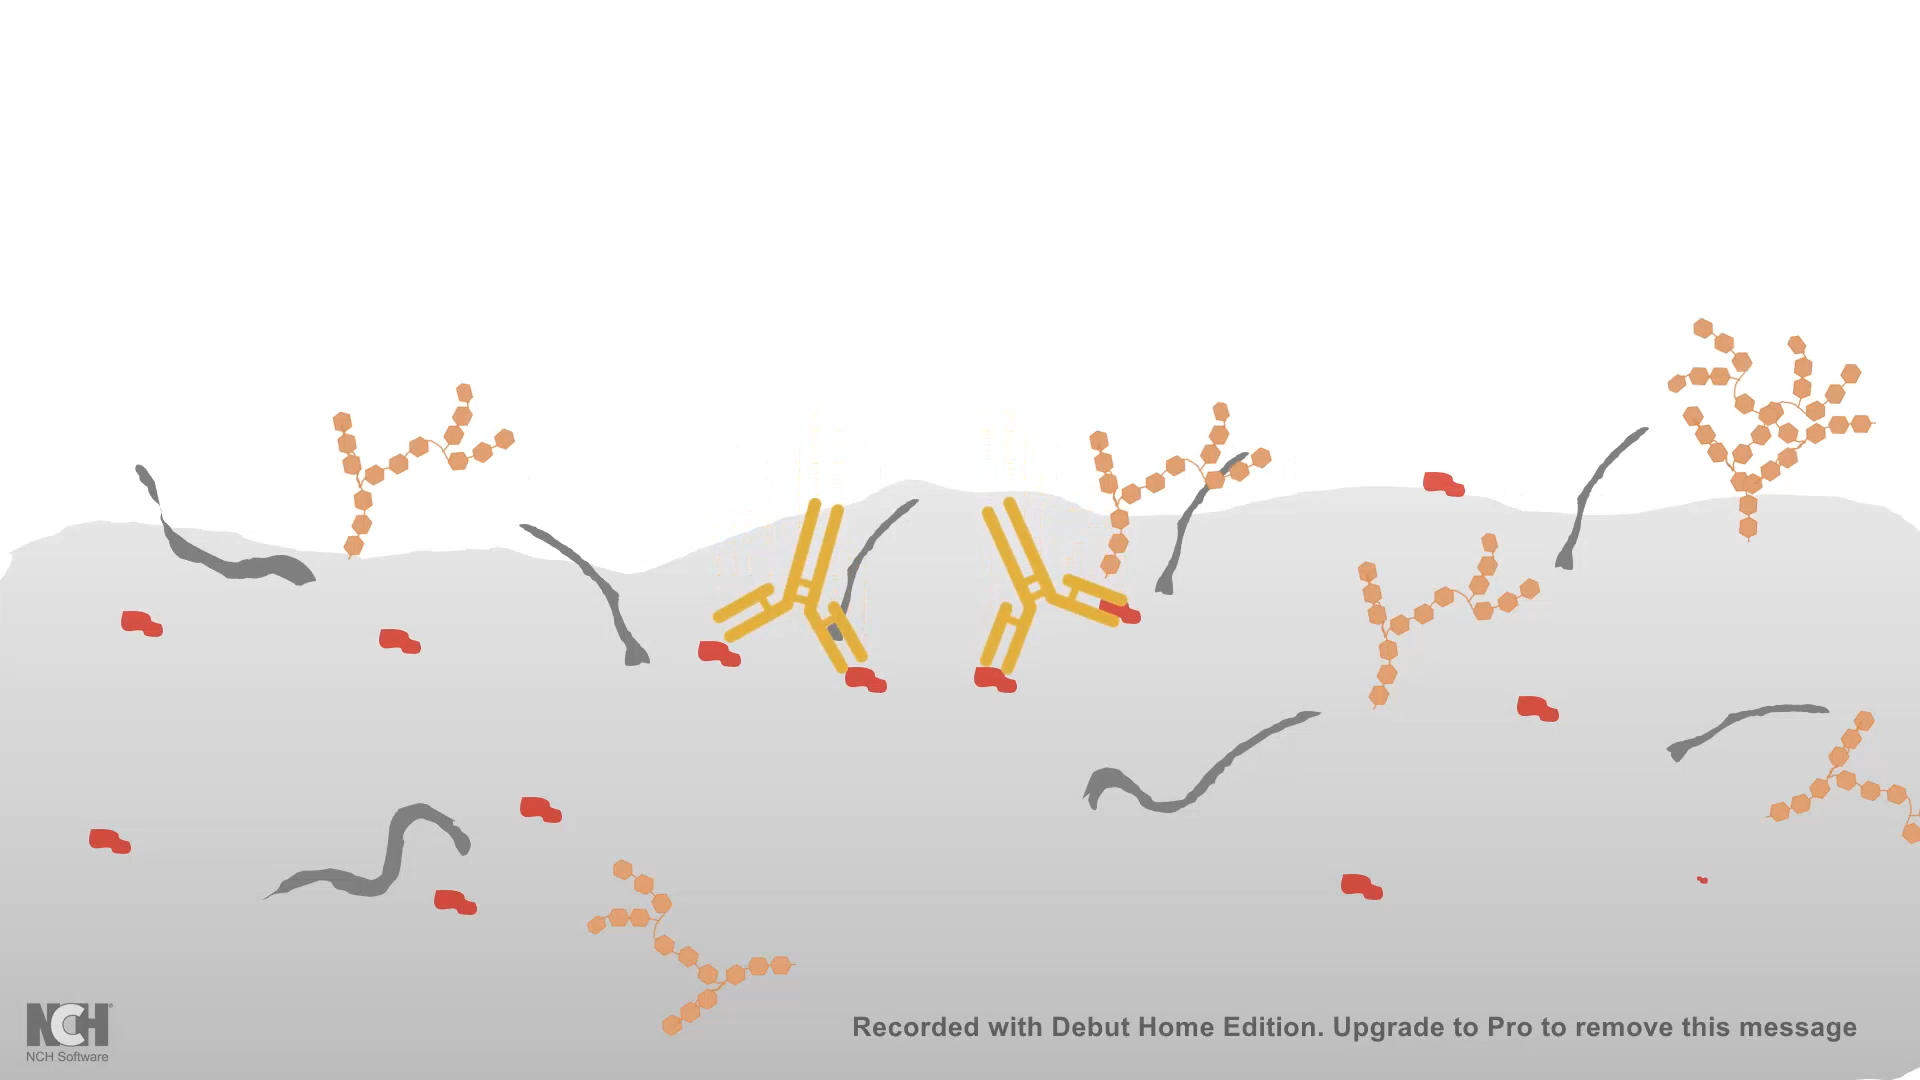 NCH
NCH Software
Recorded with Debut Home Edition. Upgrade to Pro to remove this message